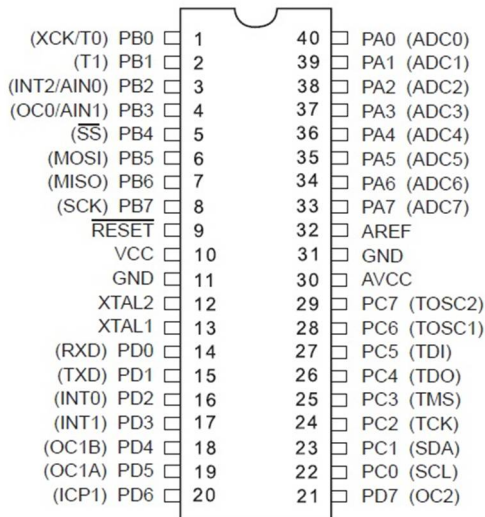 (XCK/T0) PB0 1 40 PA0 (ADC0)
(T1) PB1 2 39 PA1 (ADC1)
(INT2/AIN0) PB2 3 38 PA2 (ADC2)
(OC0/AIN1) PB3 4 37 PA3 (ADC3)
(SS) PB4 5 36 PA4 (ADC4)
(MOSI) PB5 6 35 PA5 (ADC5)
(MISO) PB6 7 34 PA6 (ADC6)
(SCK) PB7 8 33 PA7 (ADC7)
RESET 9 32 AREF
VCC 10 31 GND
GND 11 30 AVCC
XTAL2 12 29 PC7 (TOSC2)
XTAL1 13 28 PC6 (TOSC1)
(RXD) PD0 14 27 PC5 (TDI)
(TXD) PD1 15 26 PC4 (TDO)
(INT0) PD2 16 25 PC3 (TMS)
(INT1) PD3 17 24 PC2 (TCK)
(OC1B) PD4 18 23 PC1 (SDA)
(OC1A) PD5 19 22 PC0 (SCL)
(ICP1) PD6 20 21 PD7 (OC2)